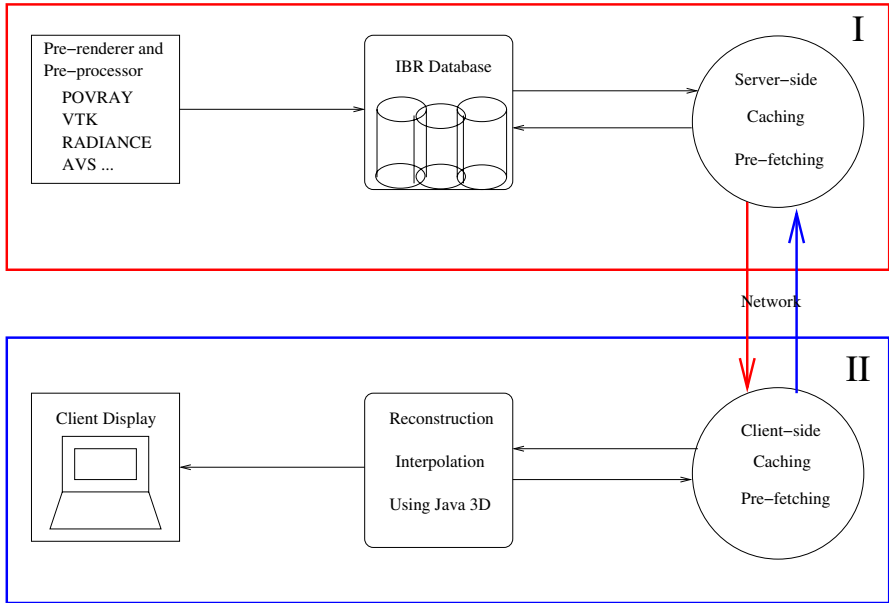 I
Pre−renderer and
Pre−processor
POVRAY
VTK
RADIANCE
AVS ...
IBR Database
Server−side
Caching
Pre−fetching
Network
II
Client Display
Reconstruction
Interpolation
Using Java 3D
Client−side
Caching
Pre−fetching